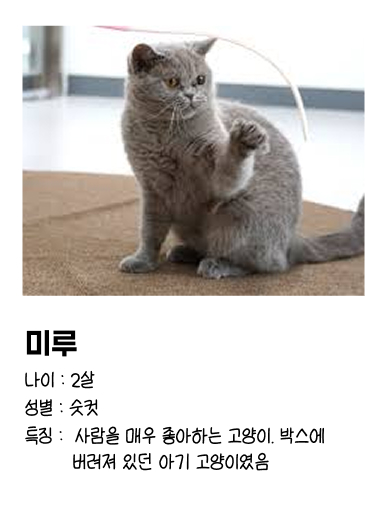 미루
나이 : 2살
성별 : 숫컷
특징 : 사람을 매우 좋아하는 고양이. 박스에
버려져 있던 아기 고양이였음